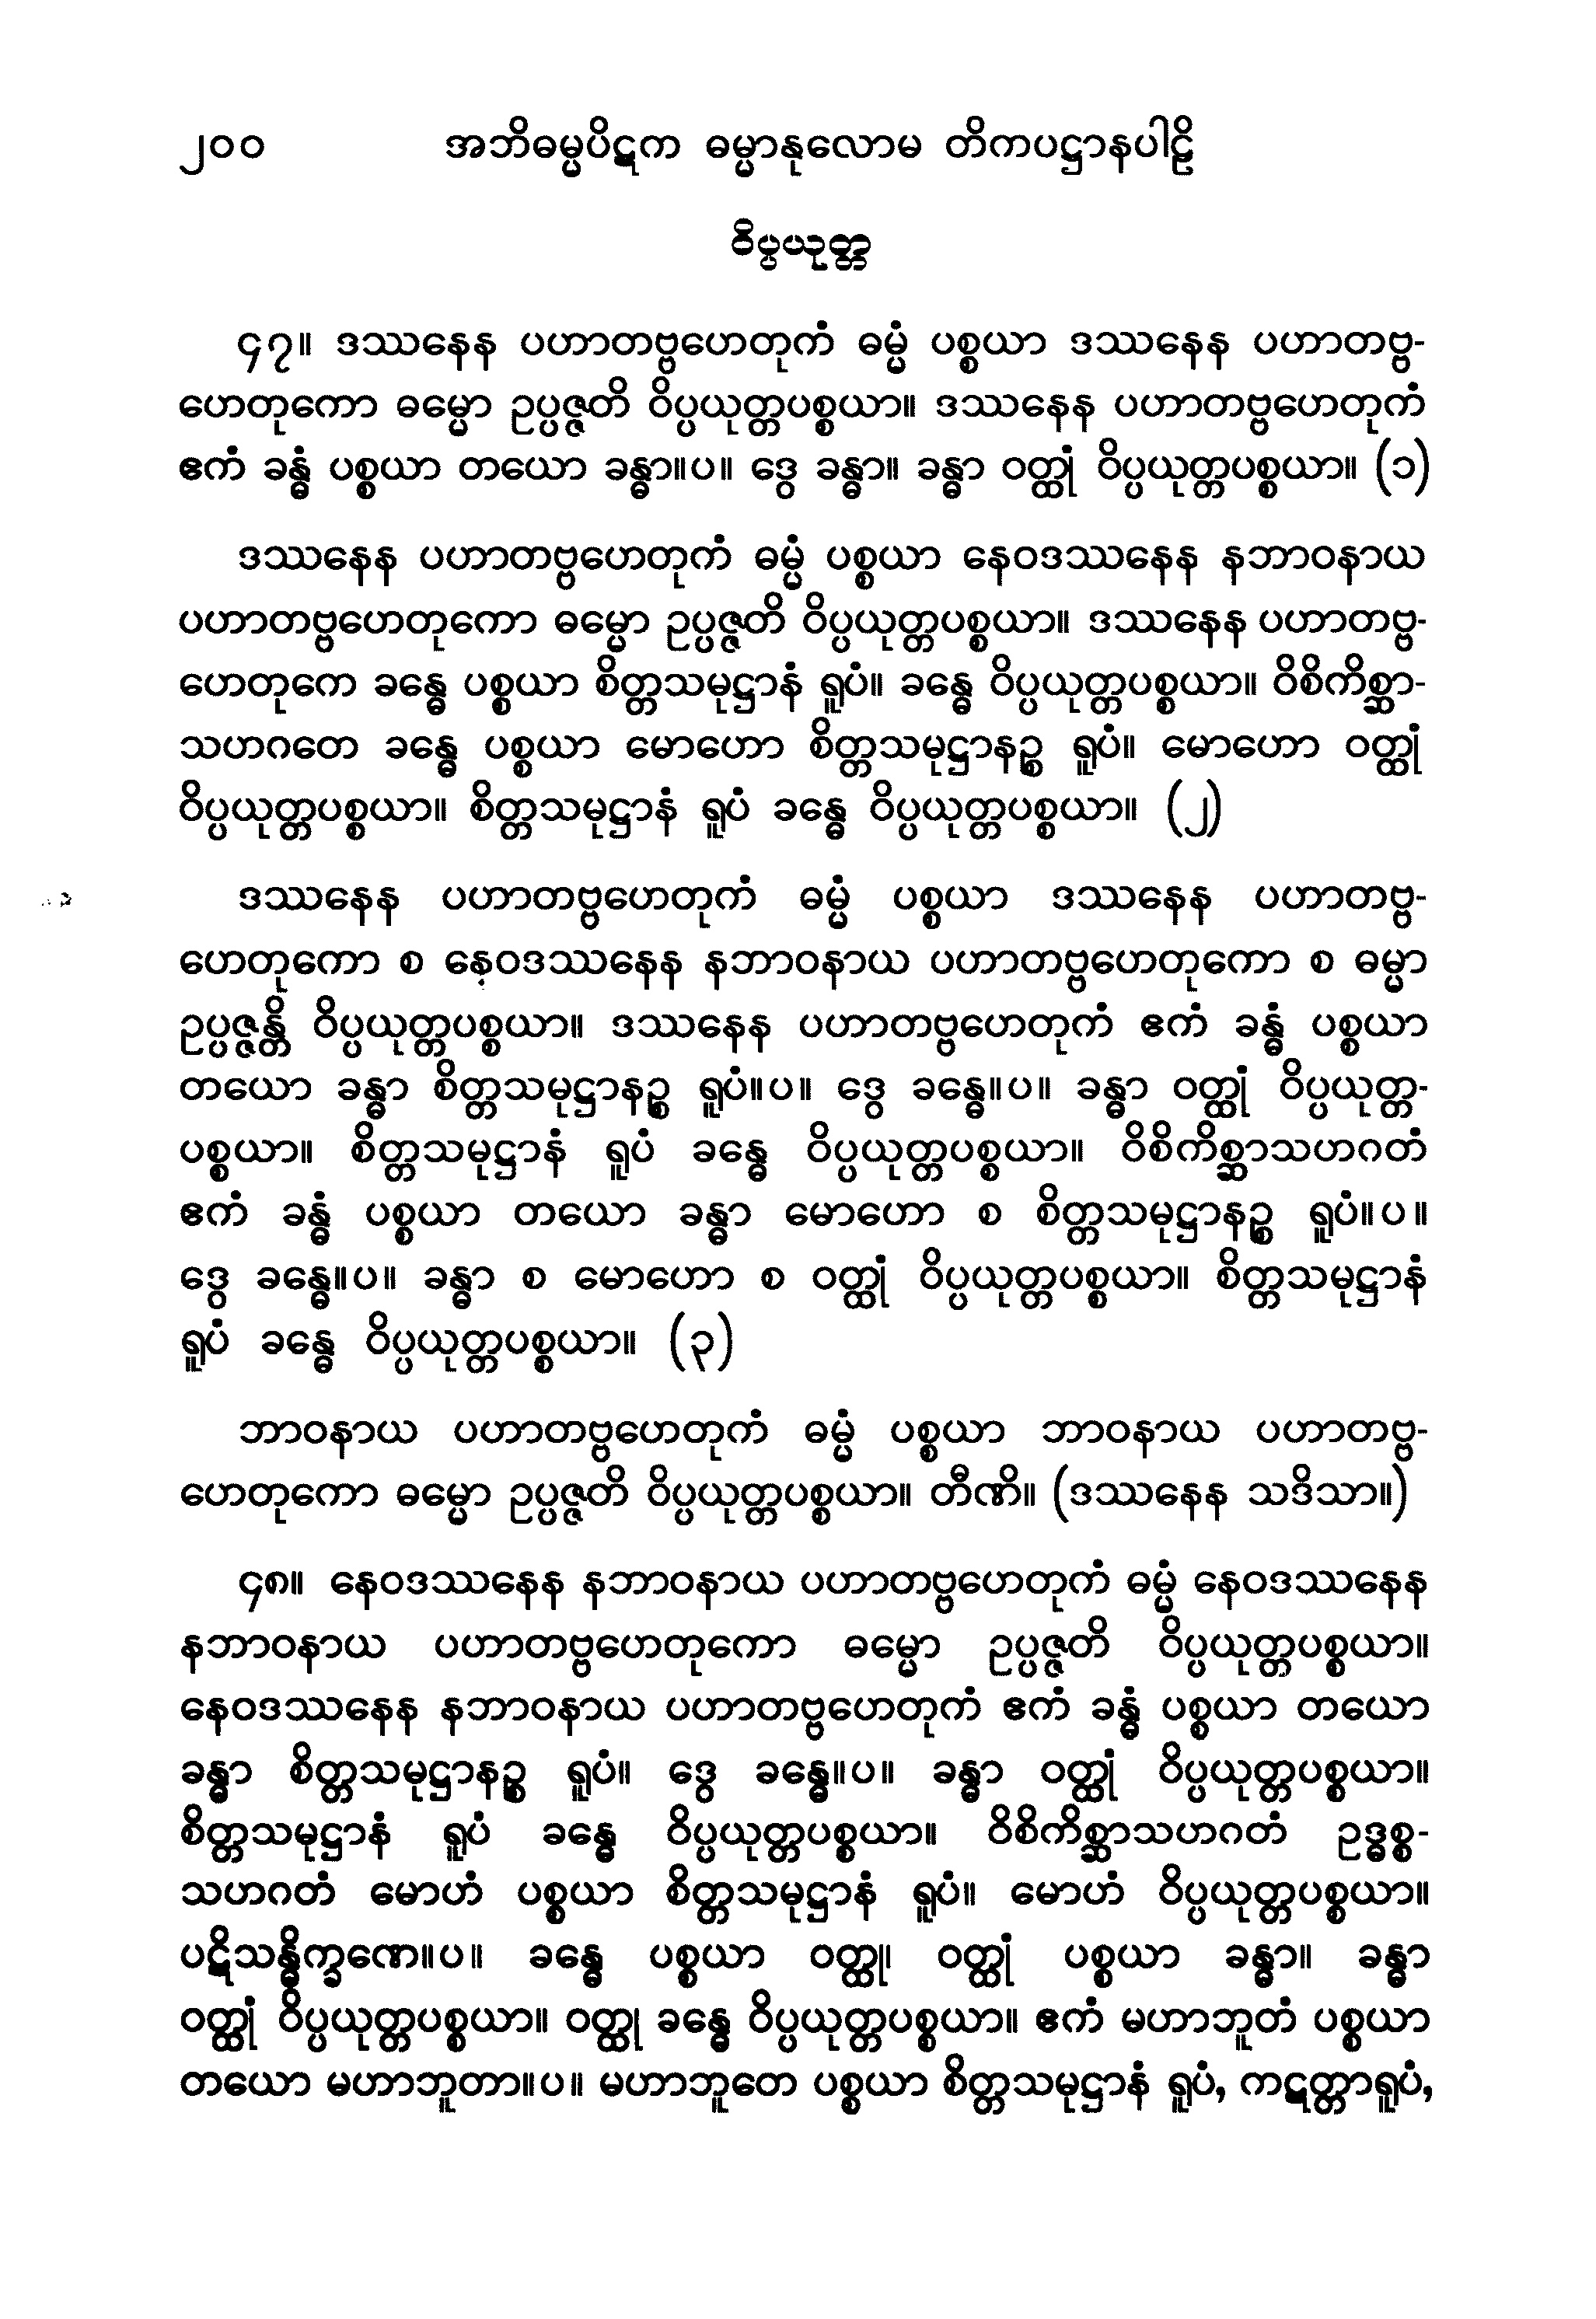 ၂၀၀ အဘိဓမ္မပိဋက ဓမ္မာနုလောမ တိကပဋ္ဌာနပါဠိ
ဝိပ္ပယုတ္တ
၄၇။ ဒဿနေန ပဟာတဗ္ဗဟေတုကံ ဓမ္မံ ပစ္စယာ ဒဿနေန ပဟာတဗ္ဗ-
ဟေတုကော ဓမ္မော ဥပ္ပဇ္ဇတိ ဝိပ္ပယုတ္တပစ္စယာ။ ဒဿနေန ပဟာတဗ္ဗဟေတုကံ
ဧကံ ခန္ဓံ ပစ္စယာ တယော ခန္ဓာ။ပ။ ဒွေ ခန္ဓာ။ ခန္ဓာ ဝတ္ထုံ ဝိပ္ပယုတ္တပစ္စယာ။ (၁)
ဒဿနေန ပဟာတဗ္ဗဟေတုကံ ဓမ္မံ ပစ္စယာ နေဝဒဿနေန နဘာဝနာယ
ပဟာတဗ္ဗဟေတုကော ဓမ္မော ဥပ္ပဇ္ဇတိ ဝိပ္ပယုတ္တပစ္စယာ။ ဒဿနေန ပဟာတဗ္ဗ-
ဟေတုကေ ခန္ဓေ ပစ္စယာ စိတ္တသမုဋ္ဌာနံ ရူပံ။ ခန္ဓေ ဝိပ္ပယုတ္တပစ္စယာ။ ဝိစိကိစ္ဆာ-
သဟဂတေ ခန္ဓေ ပစ္စယာ မောဟော စိတ္တသမုဋ္ဌာနဉ္စ ရူပံ။ မောဟော ဝတ္ထုံ
ဝိပ္ပယုတ္တပစ္စယာ။ စိတ္တသမုဋ္ဌာနံ ရူပံ ခန္ဓေ ဝိပ္ပယုတ္တပစ္စယာ။ (၂)
ဒဿနေန ပဟာတဗ္ဗဟေတုကံ ဓမ္မံ ပစ္စယာ ဒဿနေန ပဟာတဗ္ဗ-
ဟေတုကော စ နေဝဒဿနေန နဘာဝနာယ ပဟာတဗ္ဗဟေတုကော စ ဓမ္မာ
ဥပ္ပဇ္ဇန္တိ ဝိပ္ပယုတ္တပစ္စယာ။ ဒဿနေန ပဟာတဗ္ဗဟေတုကံ ဧကံ ခန္ဓံ ပစ္စယာ
တယော ခန္ဓာ စိတ္တသမုဋ္ဌာနဉ္စ ရူပံ။ပ။ ဒွေ ခန္ဓေ။ပ။ ခန္ဓာ ဝတ္ထုံ ဝိပ္ပယုတ္တ-
ပစ္စယာ။ စိတ္တသမုဋ္ဌာနံ ရူပံ ခန္ဓေ ဝိပ္ပယုတ္တပစ္စယာ။ ဝိစိကိစ္ဆာသဟဂတံ
ဧကံ ခန္ဓံ ပစ္စယာ တယော ခန္ဓာ မောဟော စ စိတ္တသမုဋ္ဌာနဉ္စ ရူပံ။ပ။
ဒွေ ခန္ဓေ။ပ။ ခန္ဓာ စ မောဟော စ ဝတ္ထုံ ဝိပ္ပယုတ္တပစ္စယာ။ စိတ္တသမုဋ္ဌာနံ
ရူပံ ခန္ဓေ ဝိပ္ပယုတ္တပစ္စယာ။ (၃)
ဘာဝနာယ ပဟာတဗ္ဗဟေတုကံ ဓမ္မံ ပစ္စယာ ဘာဝနာယ ပဟာတဗ္ဗ-
ဟေတုကော ဓမ္မော ဥပ္ပဇ္ဇတိ ဝိပ္ပယုတ္တပစ္စယာ။ တီဏိ။ (ဒဿနေန သဒိသာ။)
၄၈။ နေဝဒဿနေန နဘာဝနာယ ပဟာတဗ္ဗဟေတုကံ ဓမ္မံ နေဝဒဿနေန
နဘာဝနာယ ပဟာတဗ္ဗဟေတုကော ဓမ္မော ဥပ္ပဇ္ဇတိ ဝိပ္ပယုတ္တပစ္စယာ။
နေဝဒဿနေန နဘာဝနာယ ပဟာတဗ္ဗဟေတုကံ ဧကံ ခန္ဓံ ပစ္စယာ တယော
ခန္ဓာ စိတ္တသမုဋ္ဌာနဉ္စ ရူပံ။ ဒွေ ခန္ဓေ။ပ။ ခန္ဓာ ဝတ္ထုံ ဝိပ္ပယုတ္တပစ္စယာ။
စိတ္တသမုဋ္ဌာနံ ရူပံ ခန္ဓေ ဝိပ္ပယုတ္တပစ္စယာ။ ဝိစိကိစ္ဆာသဟဂတံ ဥဒ္ဓစ္စ-
သဟဂတံ မောဟံ ပစ္စယာ စိတ္တသမုဋ္ဌာနံ ရူပံ။ မောဟံ ဝိပ္ပယုတ္တပစ္စယာ။
ပဋိသန္ဓိက္ခဏေ။ပ။ ခန္ဓေ ပစ္စယာ ဝတ္ထု၊ ဝတ္ထုံ ပစ္စယာ ခန္ဓာ။ ခန္ဓာ
ဝတ္ထုံ ဝိပ္ပယုတ္တပစ္စယာ။ ဝတ္ထု ခန္ဓေ ဝိပ္ပယုတ္တပစ္စယာ။ ဧကံ မဟာဘူတံ ပစ္စယာ
တယော မဟာဘူတာ။ပ။ မဟာဘူတေ ပစ္စယာ စိတ္တသမုဋ္ဌာနံ ရူပံ, ကဋတ္တာရူပံ,